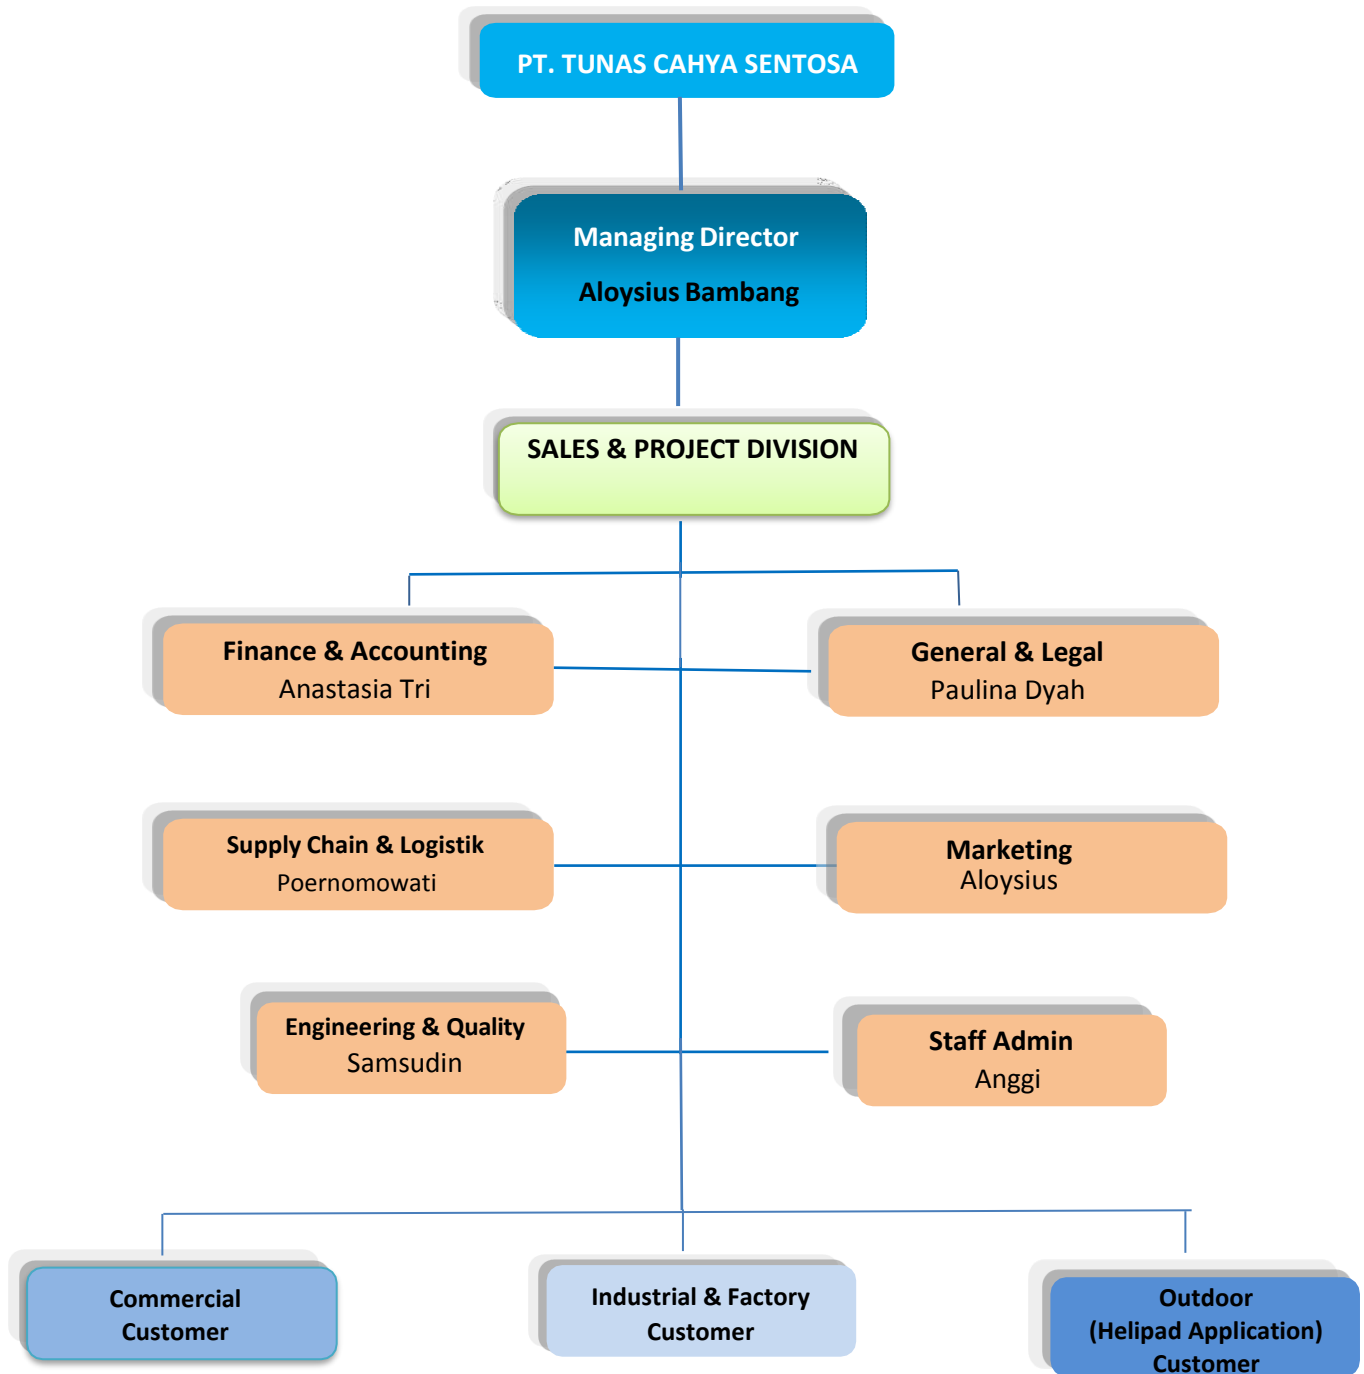 PT. TUNAS CAHYA SENTOSA
Managing Director
Aloysius Bambang
SALES & PROJECT DIVISION
Finance & Accounting
Anastasia Tri
General & Legal
Paulina Dyah
Supply Chain & Logistik
Poernomowati
Marketing
Aloysius
Engineering & Quality
Samsudin
Staff Admin
Anggi
Commercial
Customer
Industrial & Factory
Customer
Outdoor
(Helipad Application)
Customer